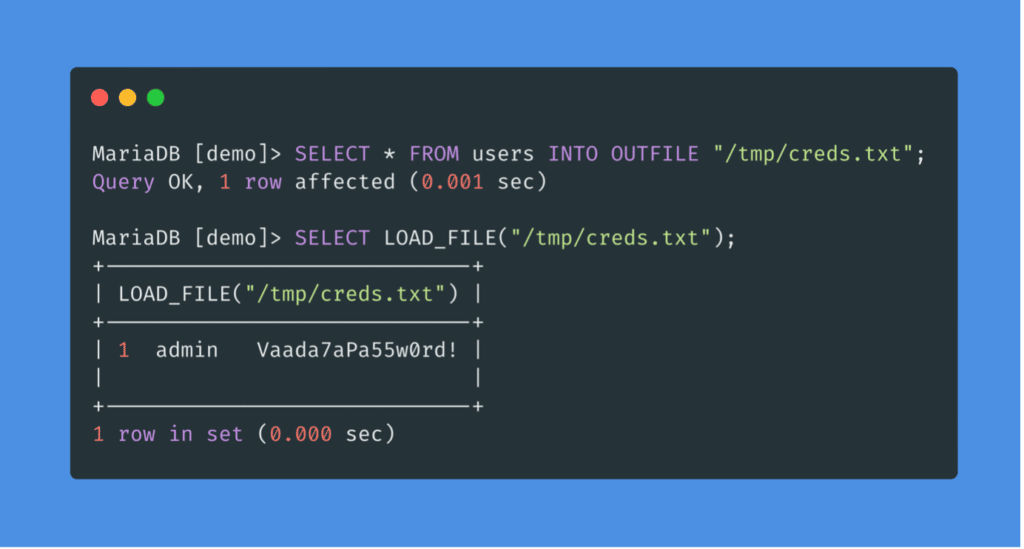 MariaDB [demo]> SELECT * FROM users INTO OUTFILE "/tmp/creds.txt";
Query OK, 1 row affected (0.001 sec)
MariaDB [demo]> SELECT LOAD_FILE("/tmp/creds.txt");
+---------------------------+
| LOAD_FILE("/tmp/creds.txt") |
+---------------------------+
| 1  admin   Vaada7aPa55w0rd! |
|                             |
+---------------------------+
1 row in set (0.000 sec)